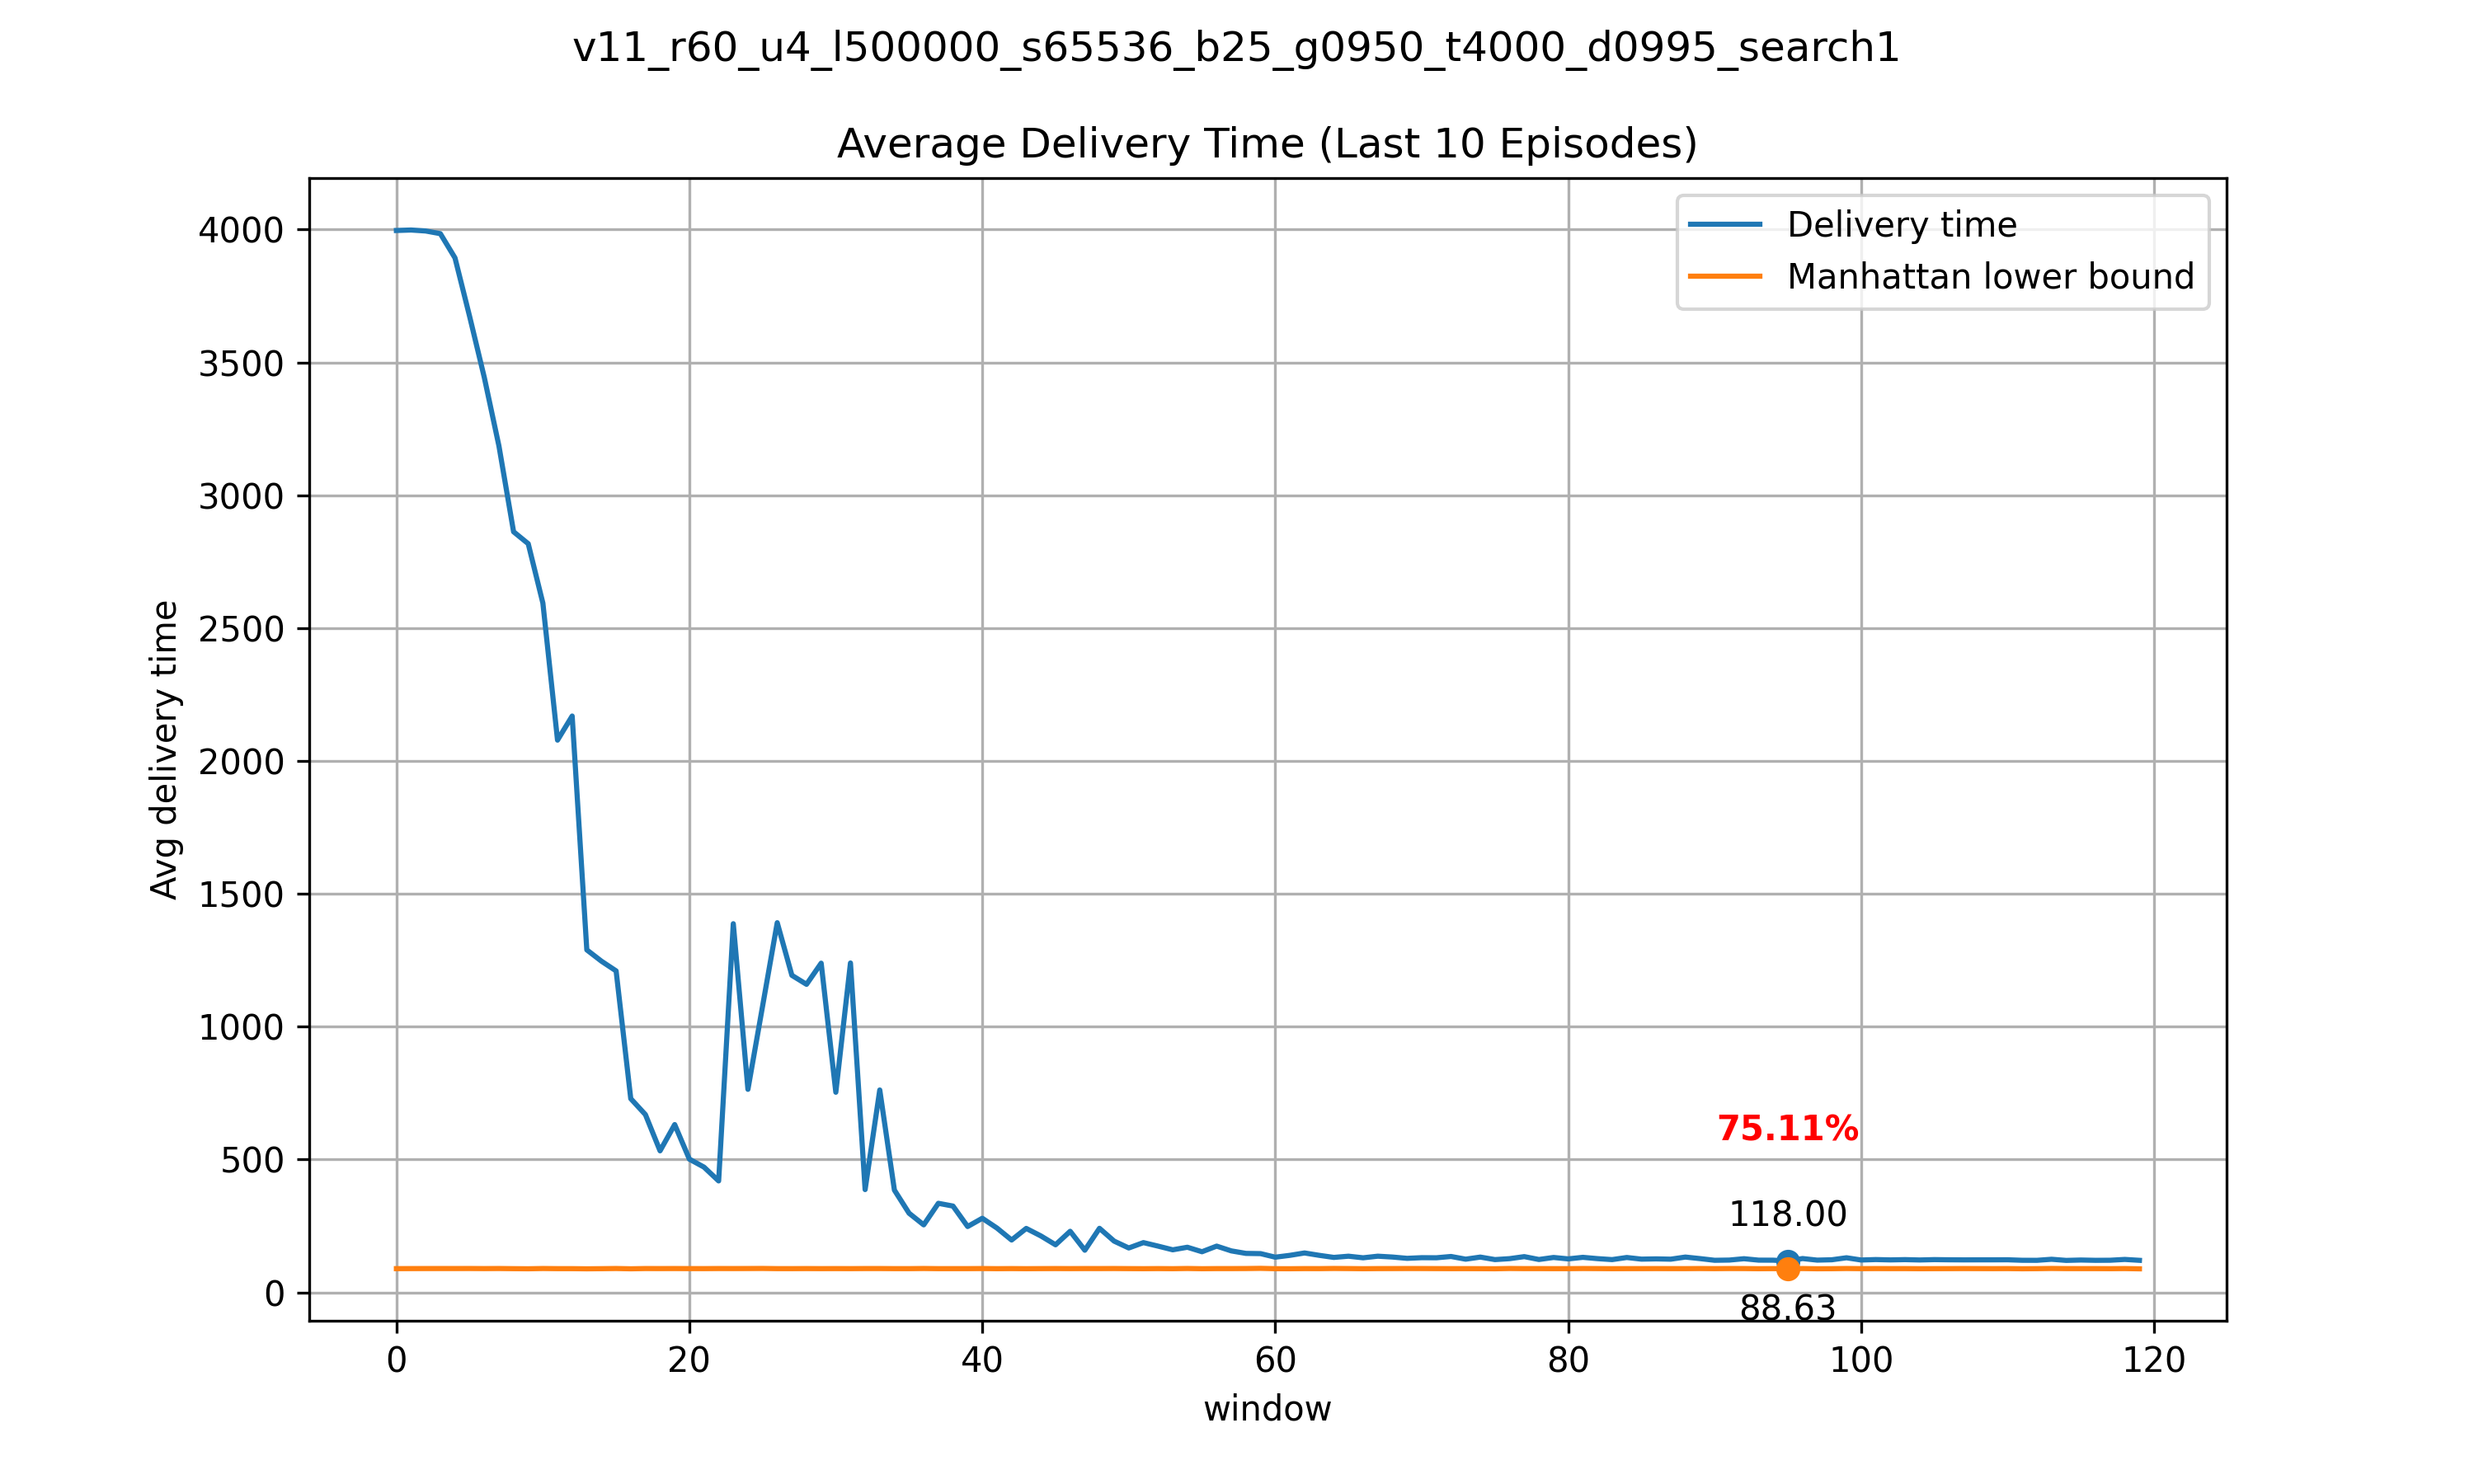 v11_r60_u4_l500000_s65536_b25_g0950_t4000_d0995_search1
Average Delivery Time (Last 10 Episodes)
Delivery time
Manhattan lower bound
Avg delivery time
4000
3500
3000
2500
2000
1500
1000
500
0
75.11%
118.00
88.63
0 20 40 60 80 100 120
window